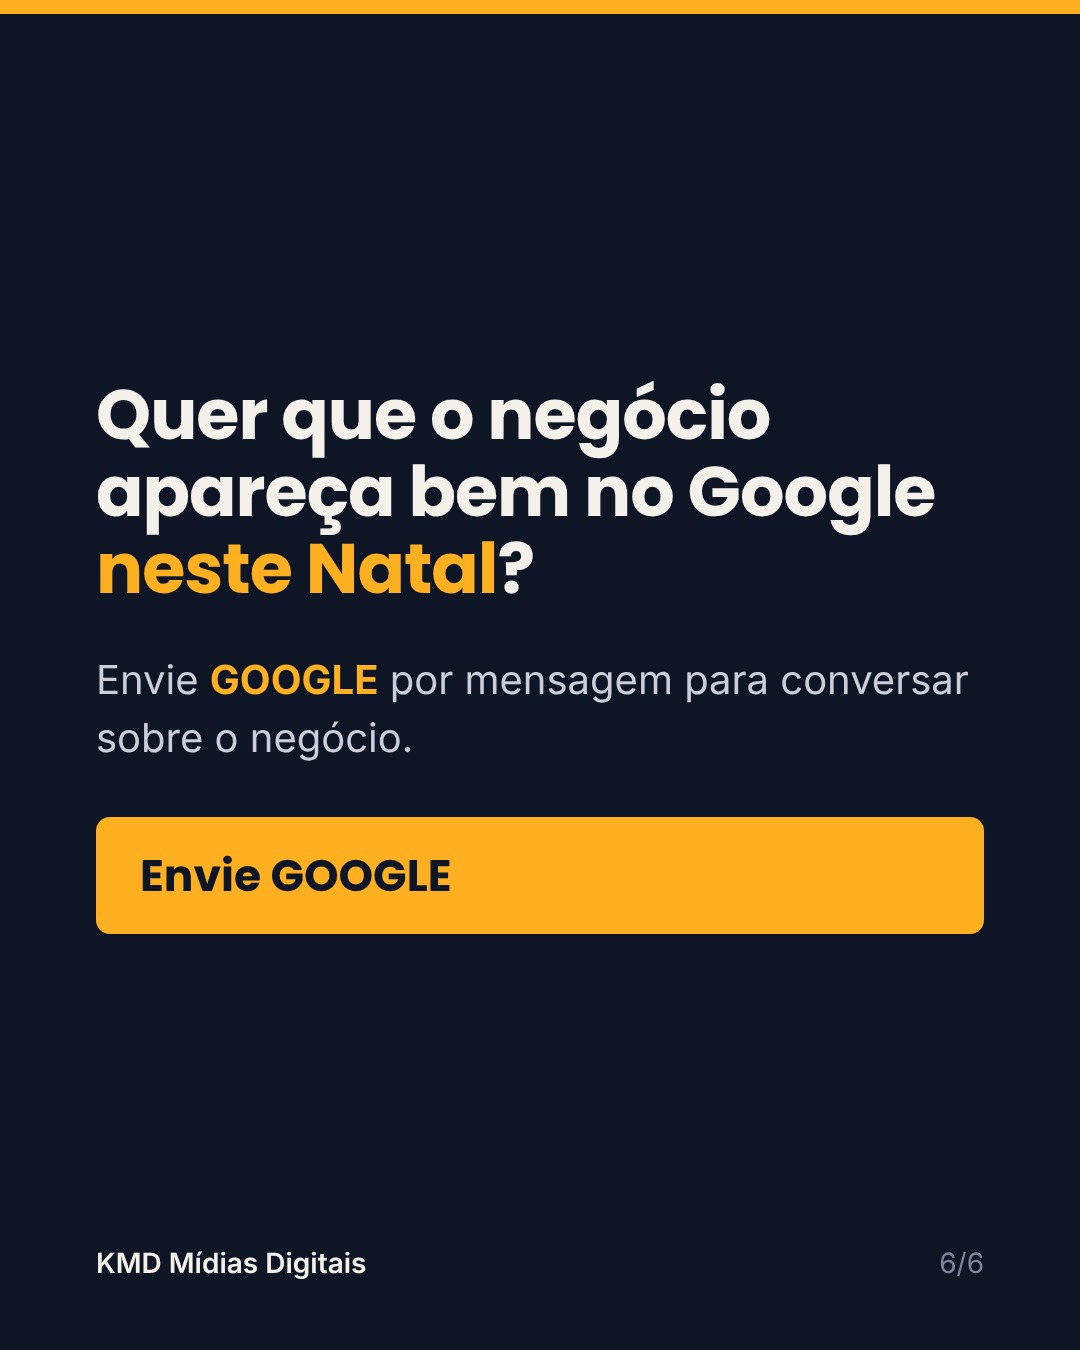 Quer que o negócio
apareça bem no Google
neste Natal?
Envie GOOGLE por mensagem para conversar
sobre o negócio.
Envie GOOGLE
KMD Mídias Digitais
6/6